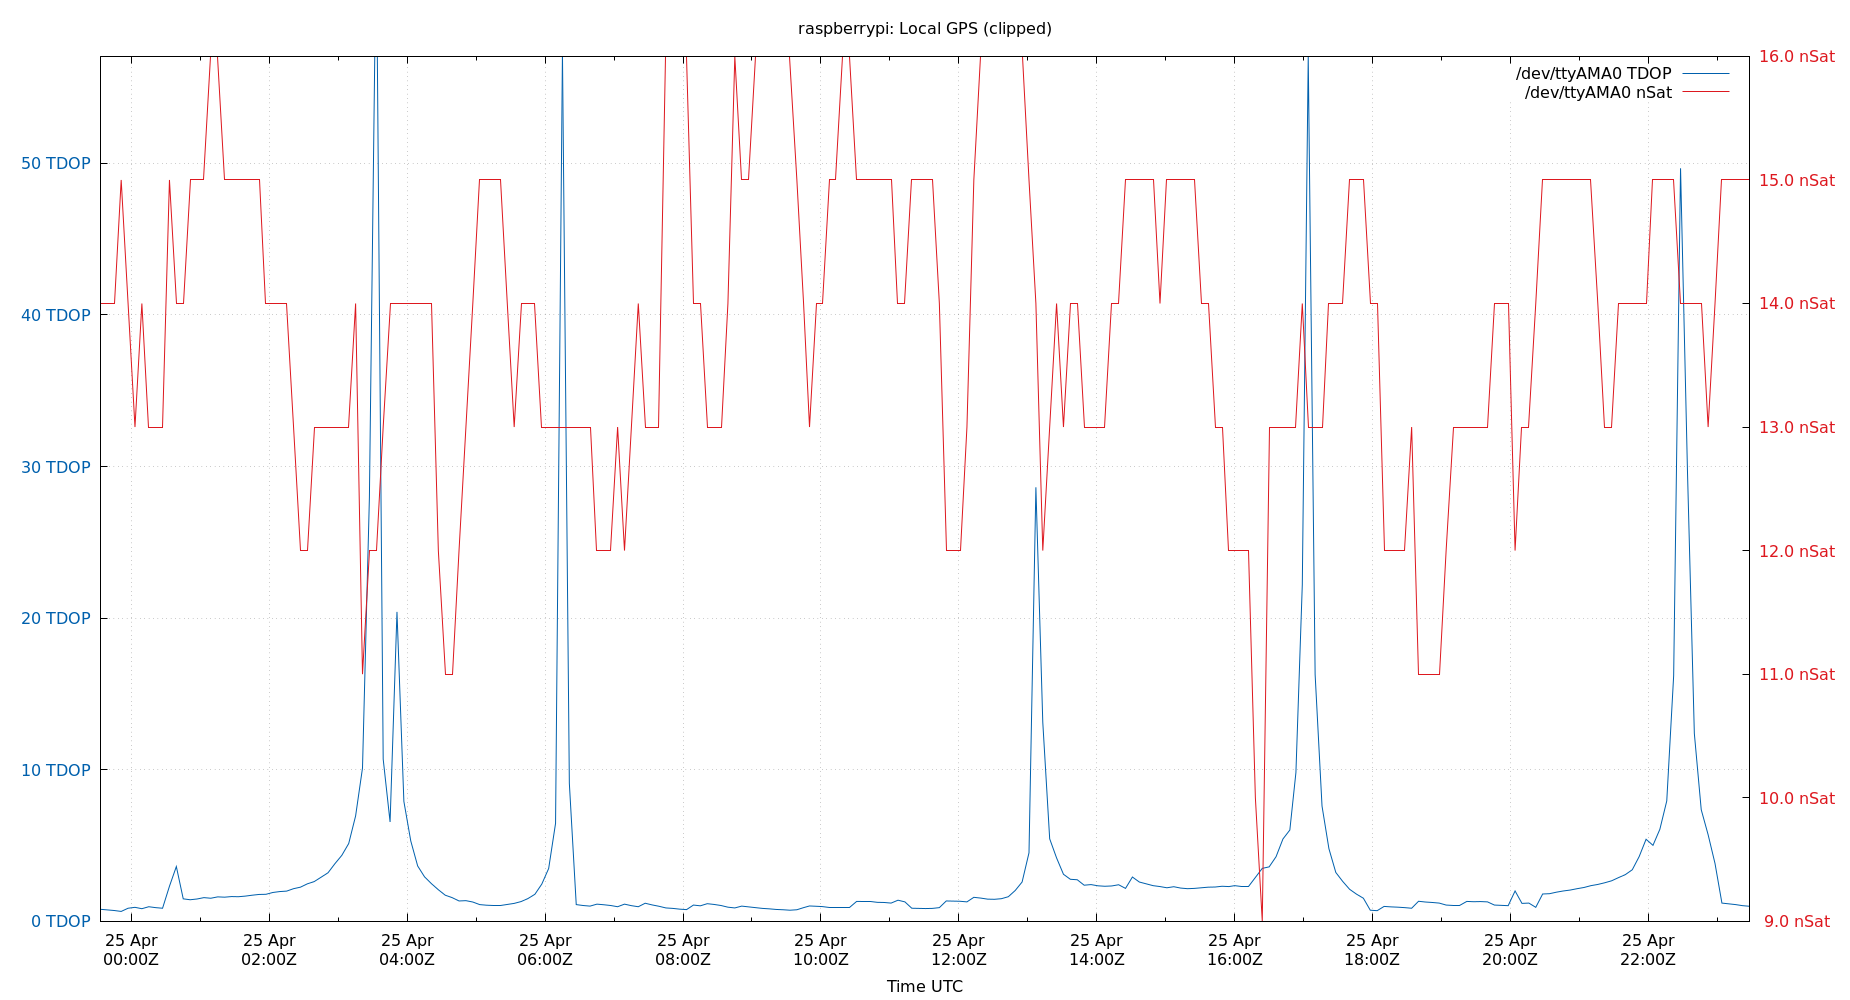 raspberrypi: Local GPS (clipped)
/dev/ttyAMA0 TDOP
/dev/ttyAMA0 nSat
50 TDOP
40 TDOP
30 TDOP
20 TDOP
10 TDOP
0 TDOP
16.0 nSat
15.0 nSat
14.0 nSat
13.0 nSat
12.0 nSat
11.0 nSat
10.0 nSat
9.0 nSat
25 Apr
00:00Z
25 Apr
02:00Z
25 Apr
04:00Z
25 Apr
06:00Z
25 Apr
08:00Z
25 Apr
10:00Z
25 Apr
12:00Z
25 Apr
14:00Z
25 Apr
16:00Z
25 Apr
18:00Z
25 Apr
20:00Z
25 Apr
22:00Z
Time UTC